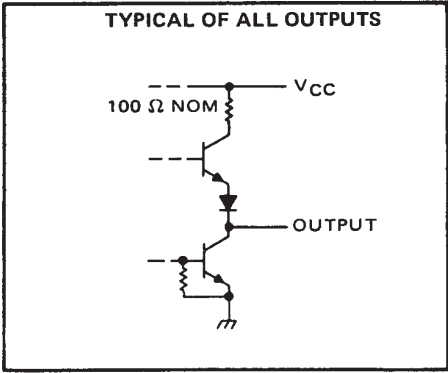 TYPICAL OF ALL OUTPUTS
VCC
100 Ω NOM
OUTPUT